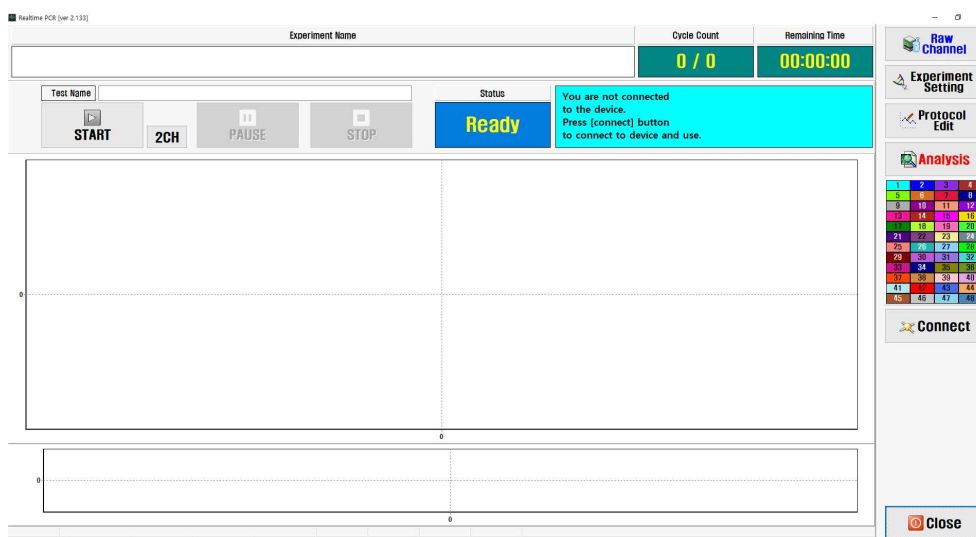 Realtime PCR [ver 2.133]
Experiment Name
Cycle Count
Remaining Time
0 / 0
00:00:00
Raw
Channel
Experiment
Setting
Protocol
Edit
Analysis
Test Name
START
2CH
PAUSE
STOP
Status
Ready
You are not connected
to the device.
Press [connect] button
to connect to device and use.
1 2 3 4
5 6 7 8
9 10 11 12
13 14 15 16
17 18 19 20
21 22 23 24
25 26 27 28
29 30 31 32
33 34 35 36
37 38 39 40
41 42 43 44
45 46 47 48
Connect
0
0
0
0
Close